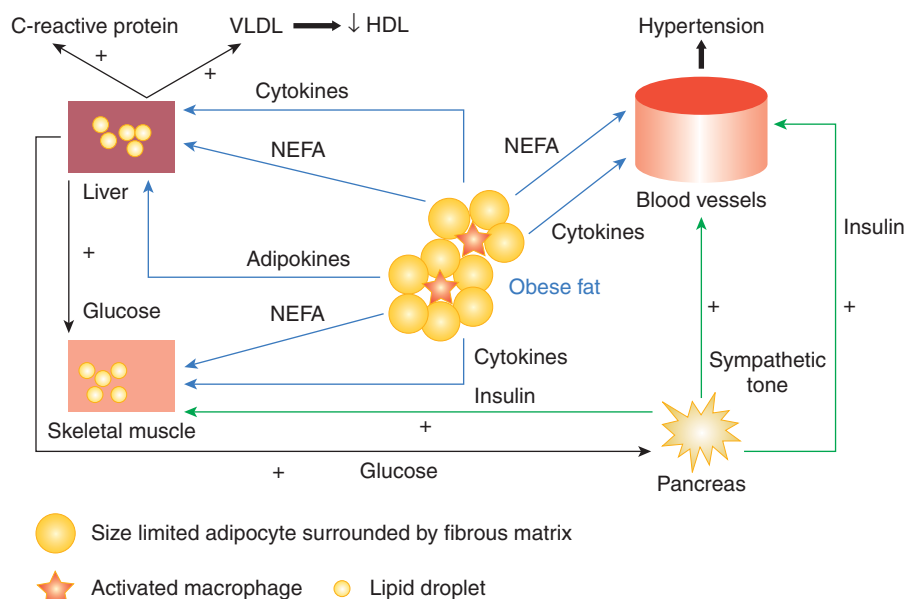 C-reactive protein
VLDL
↓ HDL
Hypertension
+
+
Cytokines
NEFA
NEFA
Liver
Blood vessels
Cytokines
Insulin
+
Adipokines
Obese fat
Glucose
NEFA
+
+
Cytokines
Sympathetic
tone
Insulin
Skeletal muscle
+
+
Glucose
Pancreas
Size limited adipocyte surrounded by fibrous matrix
Activated macrophage
Lipid droplet